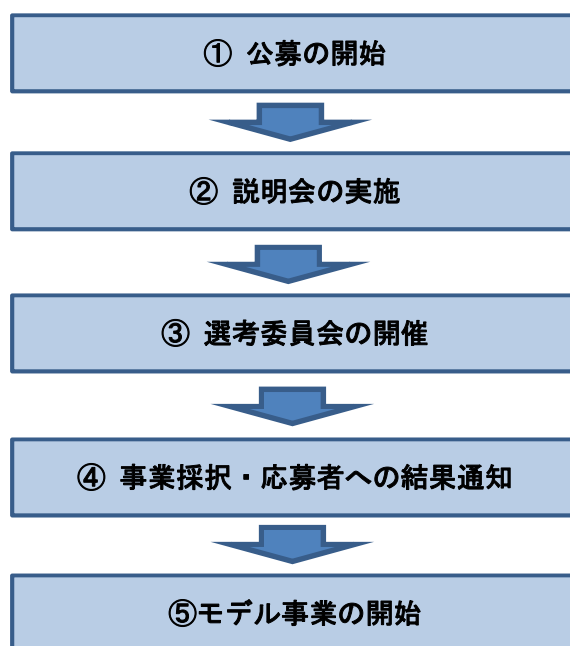 ① 公募の開始
② 説明会の実施
③ 選考委員会の開催
④ 事業採択・応募者への結果通知
⑤モデル事業の開始